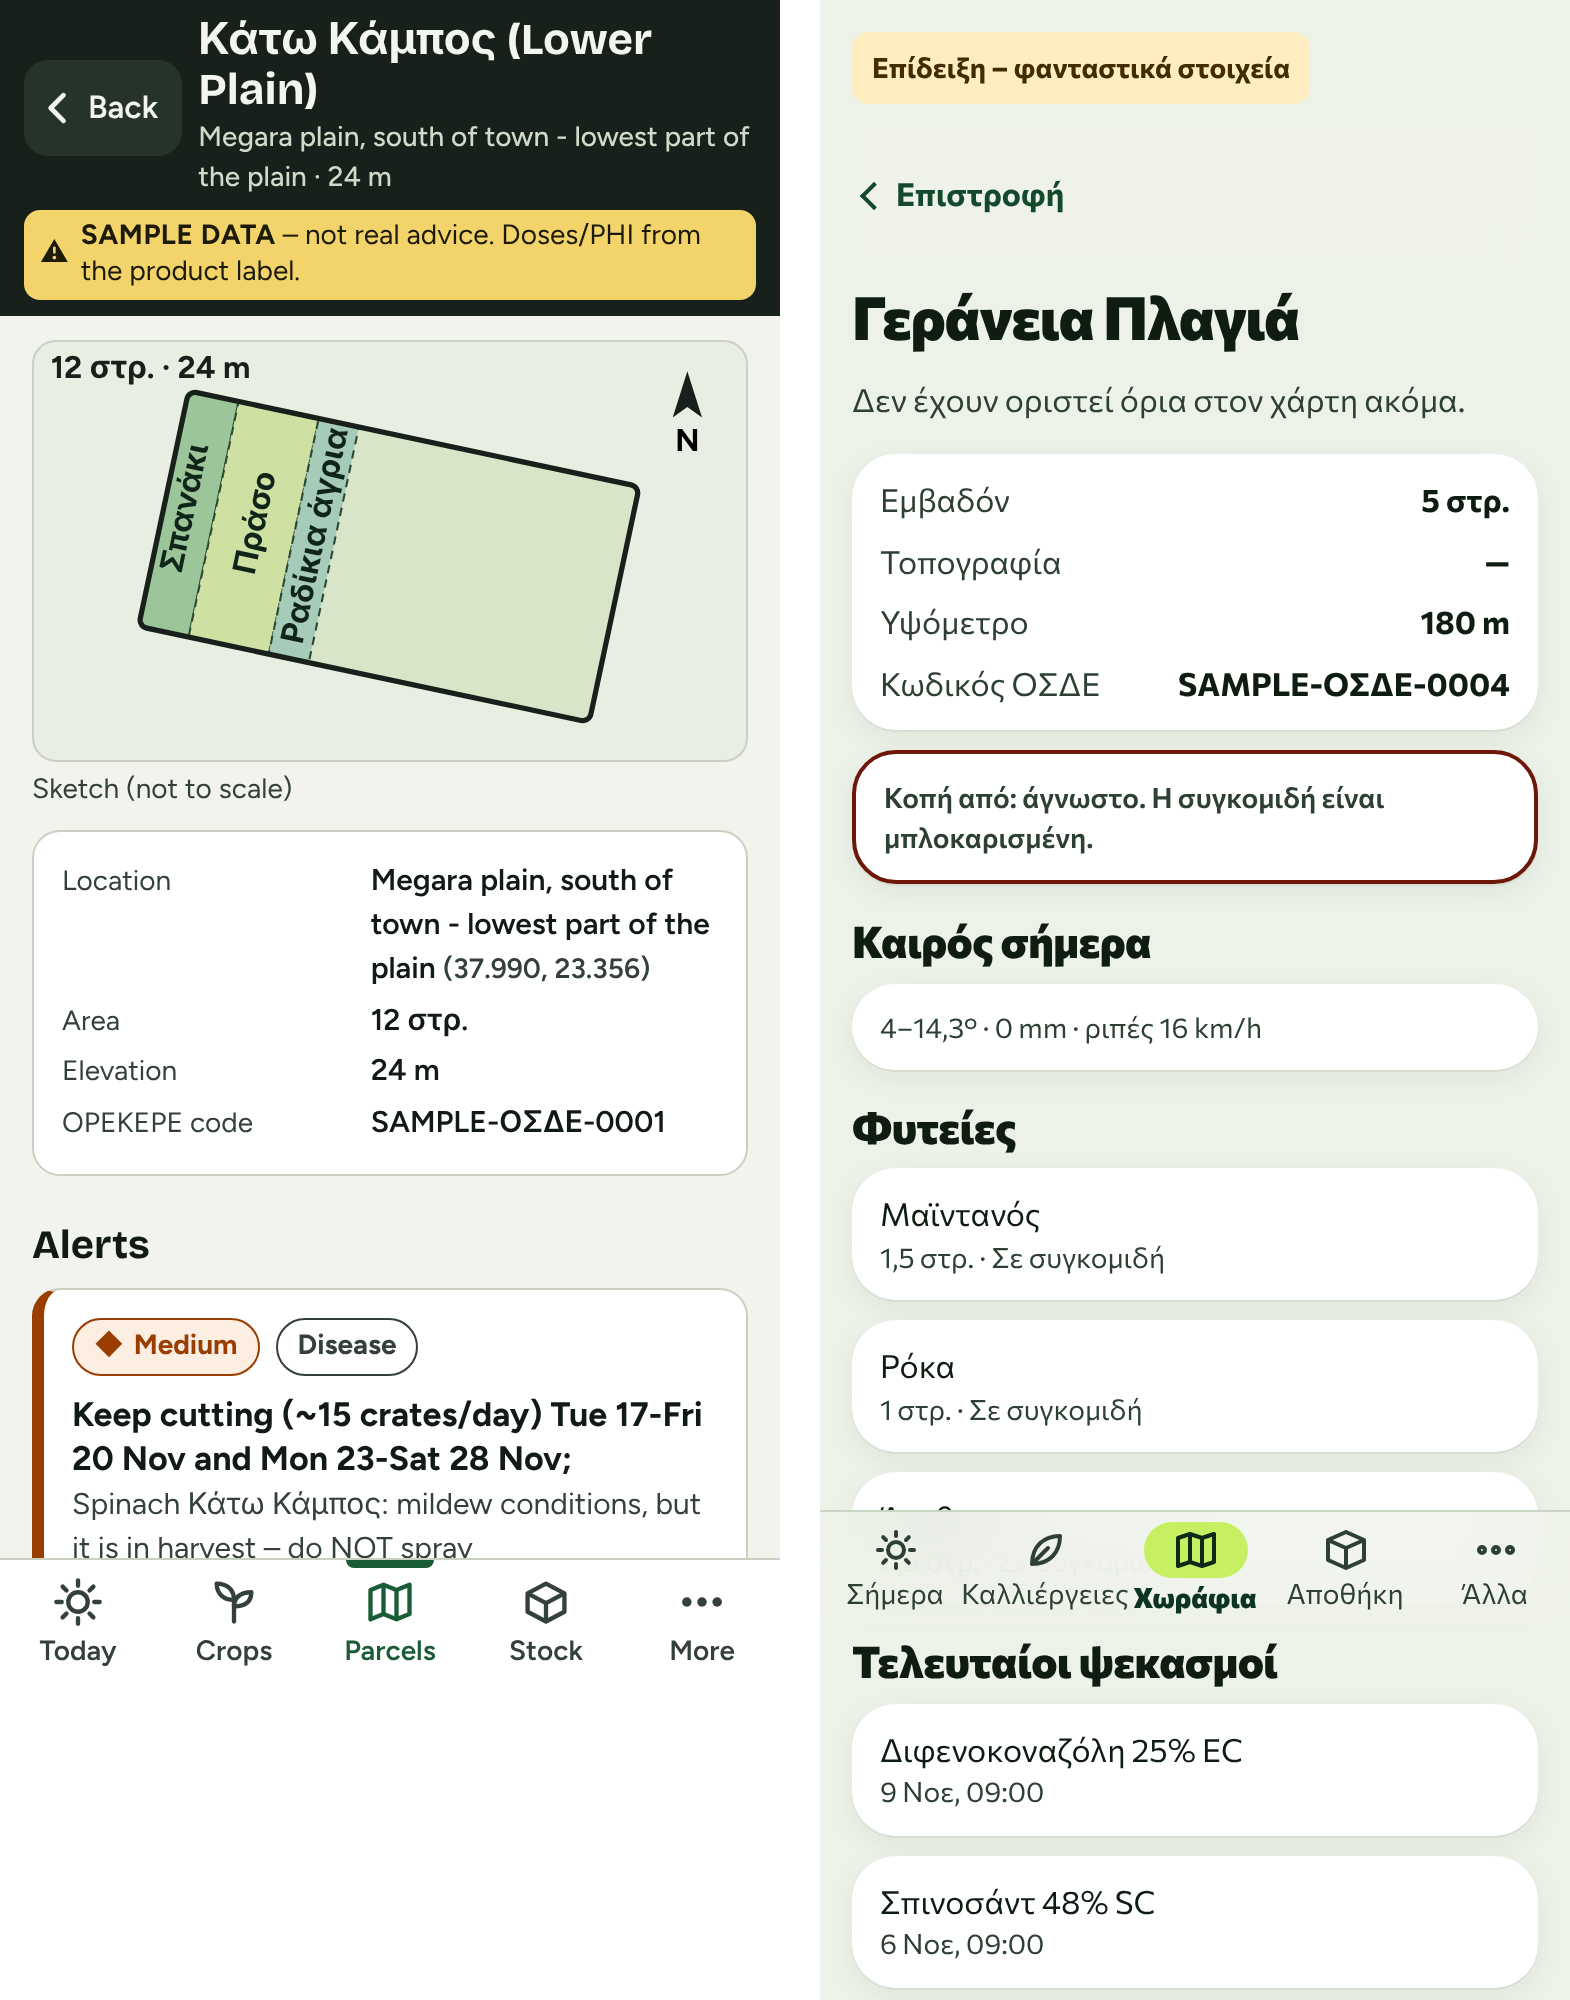 Κάτω Κάμπος (Lower
Plain)
Back
Megara plain, south of town - lowest part of
the plain · 24 m
SAMPLE DATA – not real advice. Doses/PHI from
the product label.
12 στρ. · 24 m
N
Σπανάκι
Πράσο
Ραδίκια άγρια
Sketch (not to scale)
Location
Megara plain, south of
town - lowest part of the
plain (37.990, 23.356)
Area
12 στρ.
Elevation
24 m
OPEKEPE code
SAMPLE-ΟΣΔΕ-0001
Alerts
Medium
Disease
Keep cutting (~15 crates/day) Tue 17-Fri
20 Nov and Mon 23-Sat 28 Nov;
Spinach Κάτω Κάμπος: mildew conditions, but
it is in harvest – do NOT spray
Today
Crops
Parcels
Stock
More
Επίδειξη – φανταστικά στοιχεία
Επιστροφή
Γεράνεια Πλαγιά
Δεν έχουν οριστεί όρια στον χάρτη ακόμα.
Εμβαδόν
5 στρ.
Τοπογραφία
–
Υψόμετρο
180 m
Κωδικός ΟΣΔΕ
SAMPLE-ΟΣΔΕ-0004
Κοπή από: άγνωστο. Η συγκομιδή είναι
μπλοκαρισμένη.
Καιρός σήμερα
4–14,3° · 0 mm · ριπές 16 km/h
Φυτείες
Μαϊντανός
1,5 στρ. · Σε συγκομιδή
Ρόκα
1 στρ. · Σε συγκομιδή
στρ. · Σε συγκομιδή
Σήμερα
Καλλιέργειες
Χωράφια
Αποθήκη
Άλλα
Τελευταίοι ψεκασμοί
Διφενοκοναζόλη 25% EC
9 Νοε, 09:00
Σπινοσάντ 48% SC
6 Νοε, 09:00